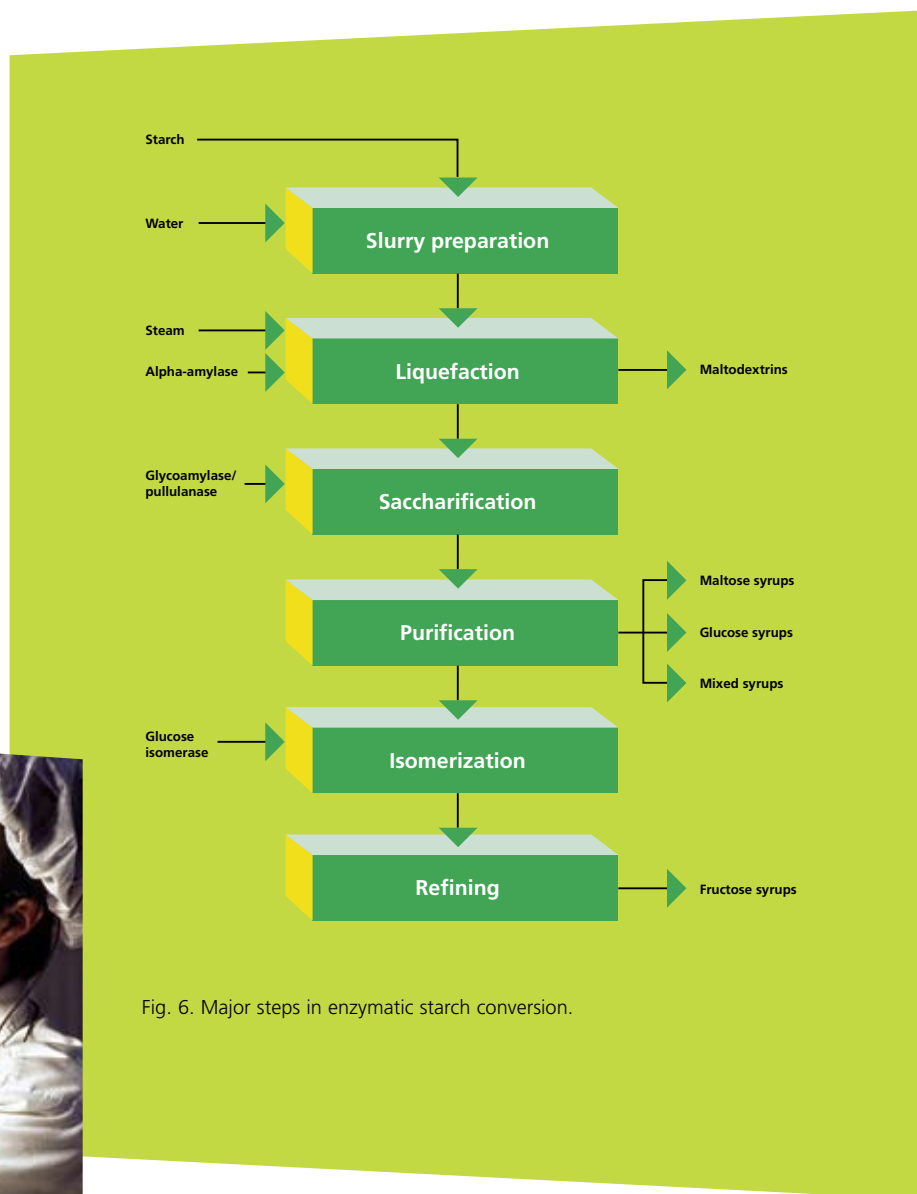 Starch
Water
Slurry preparation
Steam
Alpha-amylase
Liquefaction
Maltodextrins
Glycoamylase/
pullulanase
Saccharification
Purification
Maltose syrups
Glucose syrups
Mixed syrups
Glucose
isomerase
Isomerization
Refining
Fructose syrups
Fig. 6. Major steps in enzymatic starch conversion.